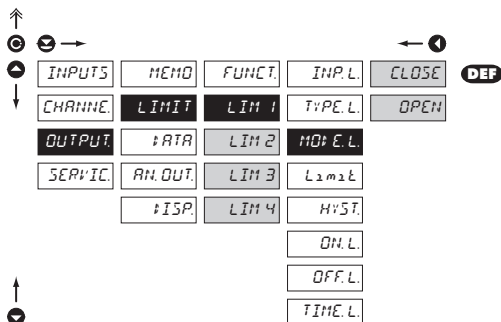 INPUTS MEMO FUNCT. INP. L. CLOSE DEF
CHANNE. LIMIT LIM 1 TYPE. L. OPEN
OUTPUT. DATA LIM 2 MODE. L.
SERVIC. AN. OUT. LIM 3 Limit
DISP. LIM 4 HYST.
ON. L.
OFF. L.
TIME. L.